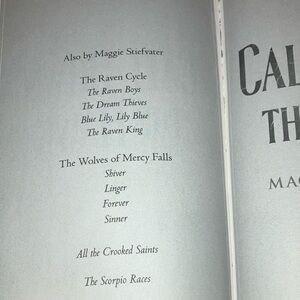 Also by Maggie Stiefvater
The Raven Cycle
The Raven Boys
The Dream Thieves
Blue Lily, Lily Blue
The Raven King
The Wolves of Mercy Falls
Shiver
Linger
Forever
Sinner
All the Crooked Saints
The Scorpio Races
CAL
TH
MAG